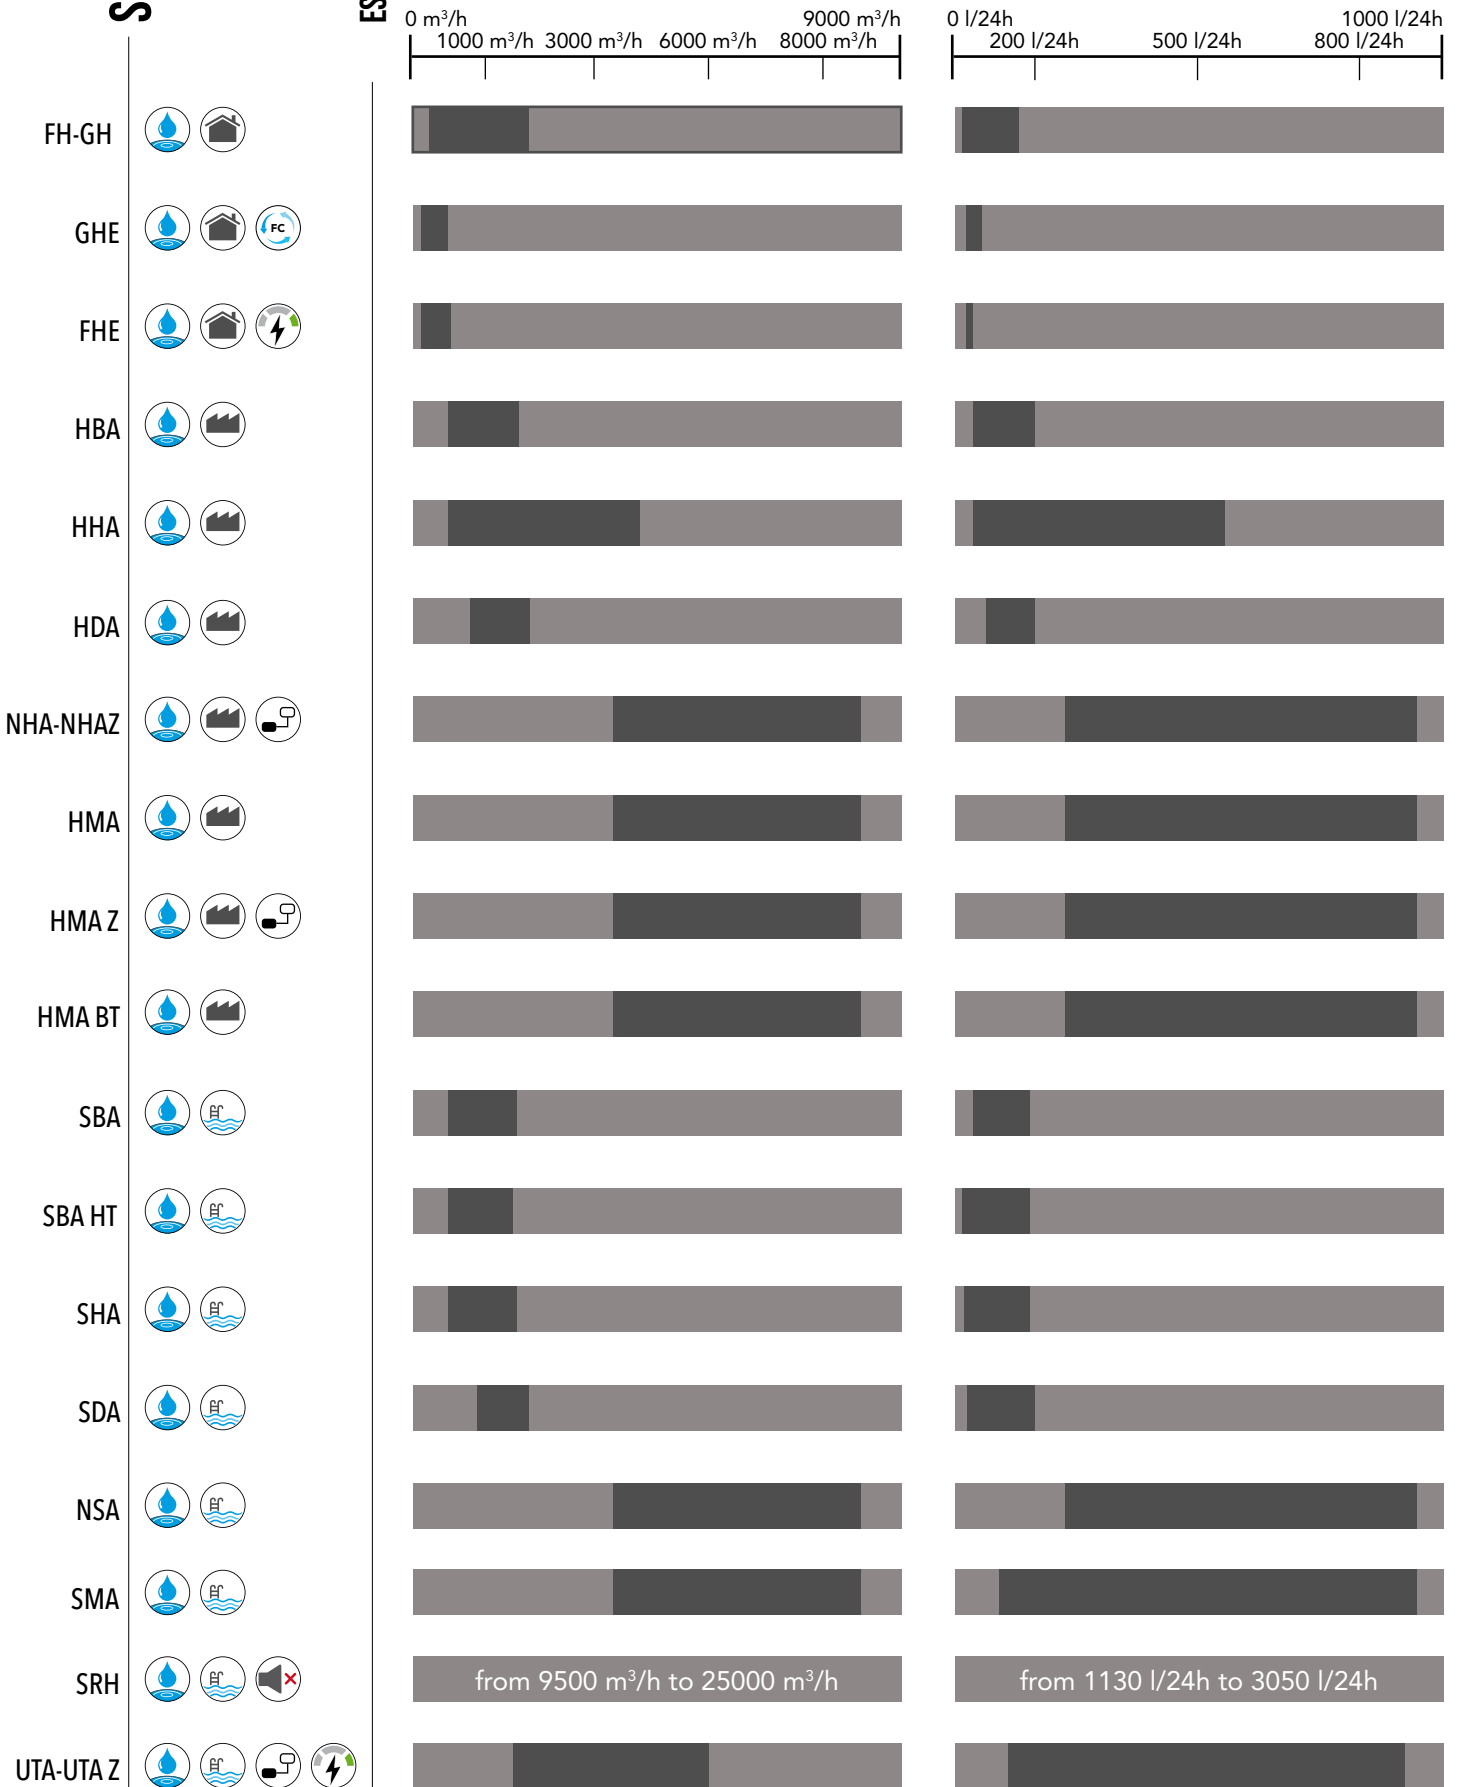 S
ES
0 m³/h 9000 m³/h
1000 m³/h 3000 m³/h 6000 m³/h 8000 m³/h
0 l/24h 1000 l/24h
200 l/24h 500 l/24h 800 l/24h
FH-GH
GHE FC
FHE
HBA
HHA
HDA
NHA-NHAZ
HMA
HMA Z
HMA BT
SBA
SBA HT
SHA
SDA
NSA
SMA
SRH from 9500 m³/h to 25000 m³/h from 1130 l/24h to 3050 l/24h
UTA-UTA Z